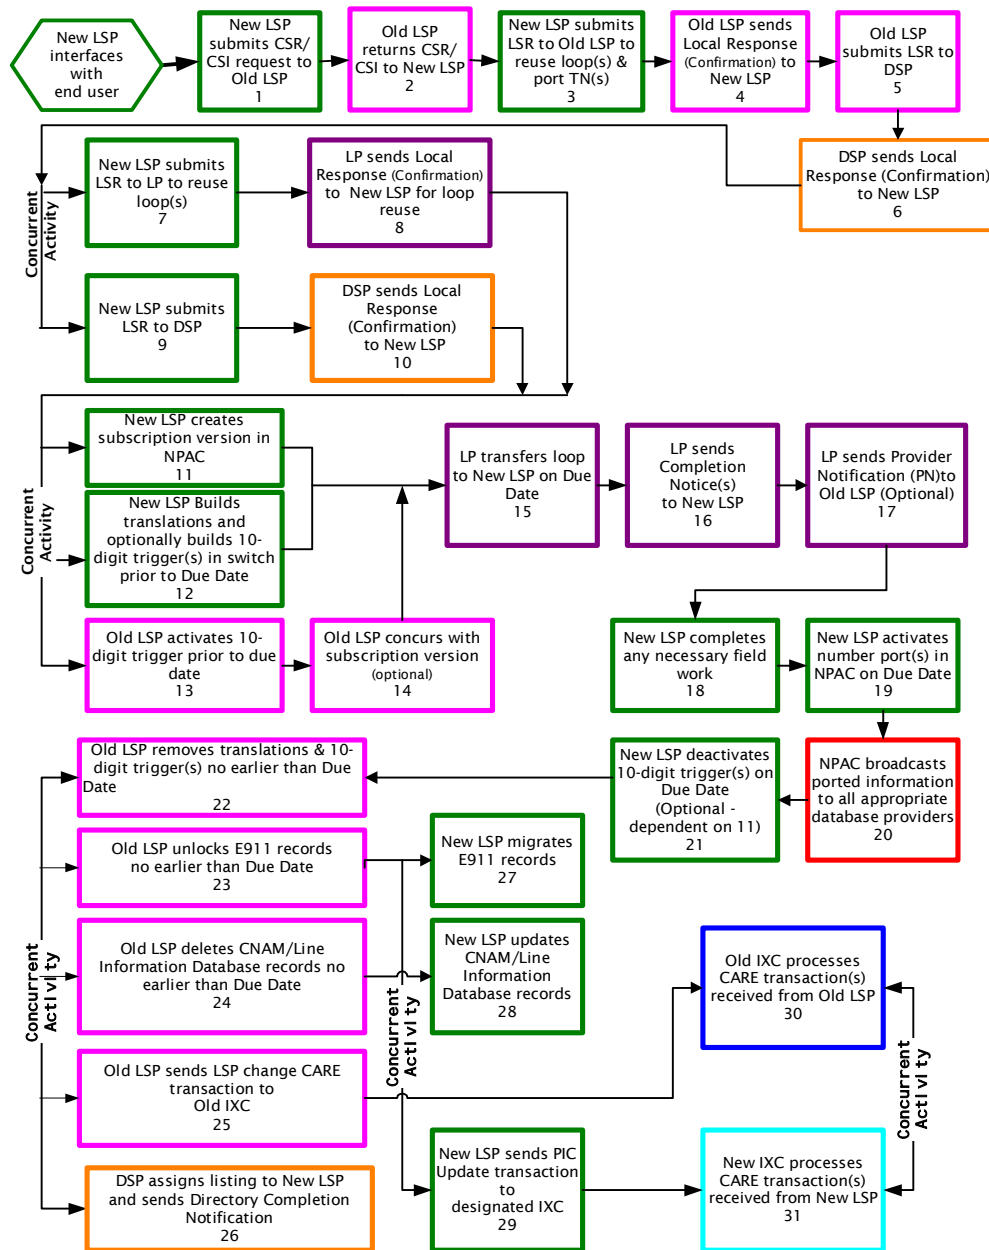 New LSP
interfaces
with
end user
New LSP
submits CSR/
CSI request to
Old LSP
1
Old LSP
returns CSR/
CSI to New LSP
2
New LSP submits
LSR to Old LSP to
reuse loop(s) &
port TN(s)
3
Old LSP sends
Local Response
(Confirmation) to
New LSP
4
Old LSP
submits LSR to
DSP
5
DSP sends Local
Response (Confirmation)
to New LSP
6
Concurrent
Activity
New LSP submits
LSR to LP to reuse
loop(s)
7
LP sends Local
Response (Confirmation)
to New LSP for loop
reuse
8
New LSP submits
LSR to DSP
9
DSP sends Local
Response
(Confirmation)
to New LSP
10
Concurrent
Activity
New LSP creates
subscription version in
NPAC
11
New LSP Builds
translations and
optionally builds 10-
digit trigger(s) in switch
prior to Due Date
12
Old LSP activates 10-
digit trigger prior to due
date
13
Old LSP concurs with
subscription version
(optional)
14
LP transfers loop
to New LSP on Due
Date
15
LP sends
Completion
Notice(s)
to New LSP
16
LP sends Provider
Notification (PN)to
Old LSP (Optional)
17
New LSP completes
any necessary field
work
18
New LSP activates
number port(s) in
NPAC on Due Date
19
NPAC broadcasts
ported information
to all appropriate
database providers
20
New LSP deactivates
10-digit trigger(s) on
Due Date
(Optional -
dependent on 11)
21
Old LSP removes translations & 10-
digit trigger(s) no earlier than Due
Date
22
Concurrent
Activity
Old LSP unlocks E911 records
no earlier than Due Date
23
Old LSP deletes CNAM/Line
Information Database records no
earlier than Due Date
24
Old LSP sends LSP change CARE
transaction to
Old IXC
25
DSP assigns listing to New LSP
and sends Directory Completion
Notification
26
Concurrent
Activity
New LSP migrates
E911 records
27
New LSP updates
CNAM/Line
Information
Database records
28
New LSP sends PIC
Update transaction
to
designated IXC
29
Old IXC processes
CARE transaction(s)
received from Old LSP
30
New IXC processes
CARE transaction(s)
received from New LSP
31
Concurrent
Activity